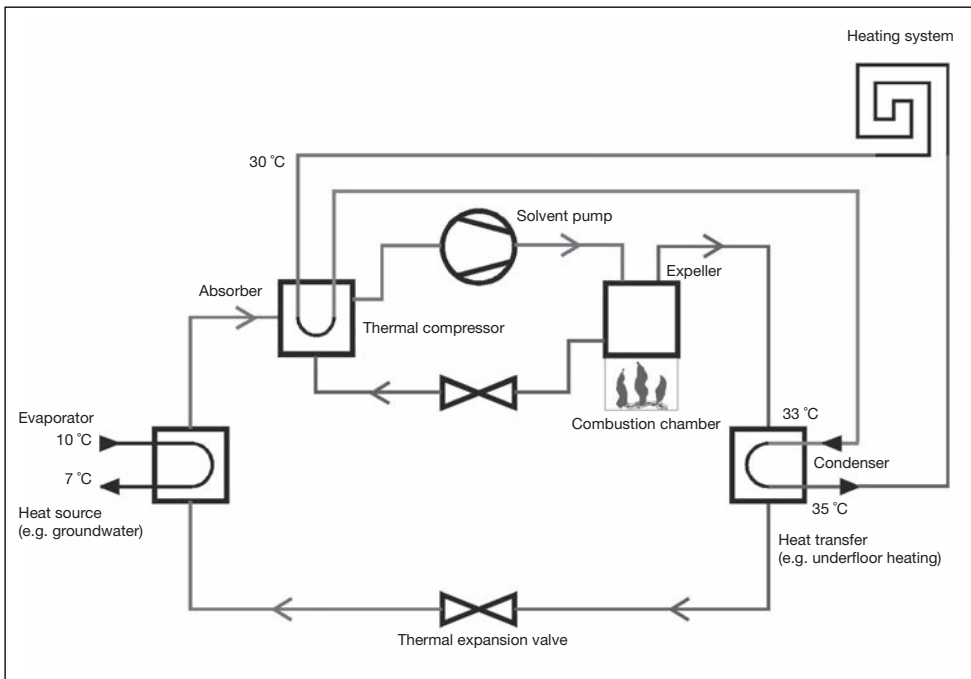 Heating system
30 °C
Solvent pump
Expeller
Absorber
Thermal compressor
Combustion chamber
Evaporator
10 °C
7 °C
Heat source
(e.g. groundwater)
33 °C
Condenser
35 °C
Heat transfer
(e.g. underfloor heating)
Thermal expansion valve